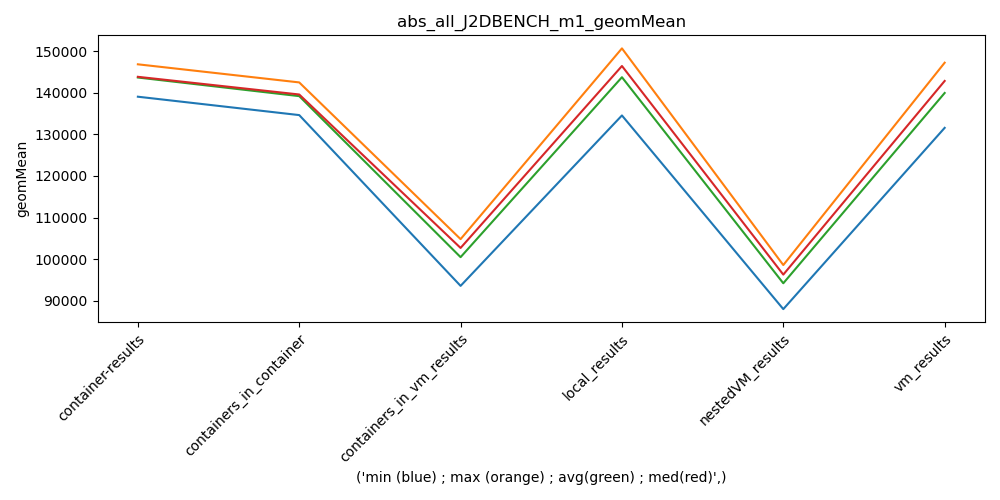 abs_all_J2DBENCH_m1_geomMean
geomMean
150000
140000
130000
120000
110000
100000
90000
container-results
containers_in_container
containers_in_vm_results
local_results
nestedVM_results
vm_results
('min (blue) ; max (orange) ; avg(green) ; med(red)',)